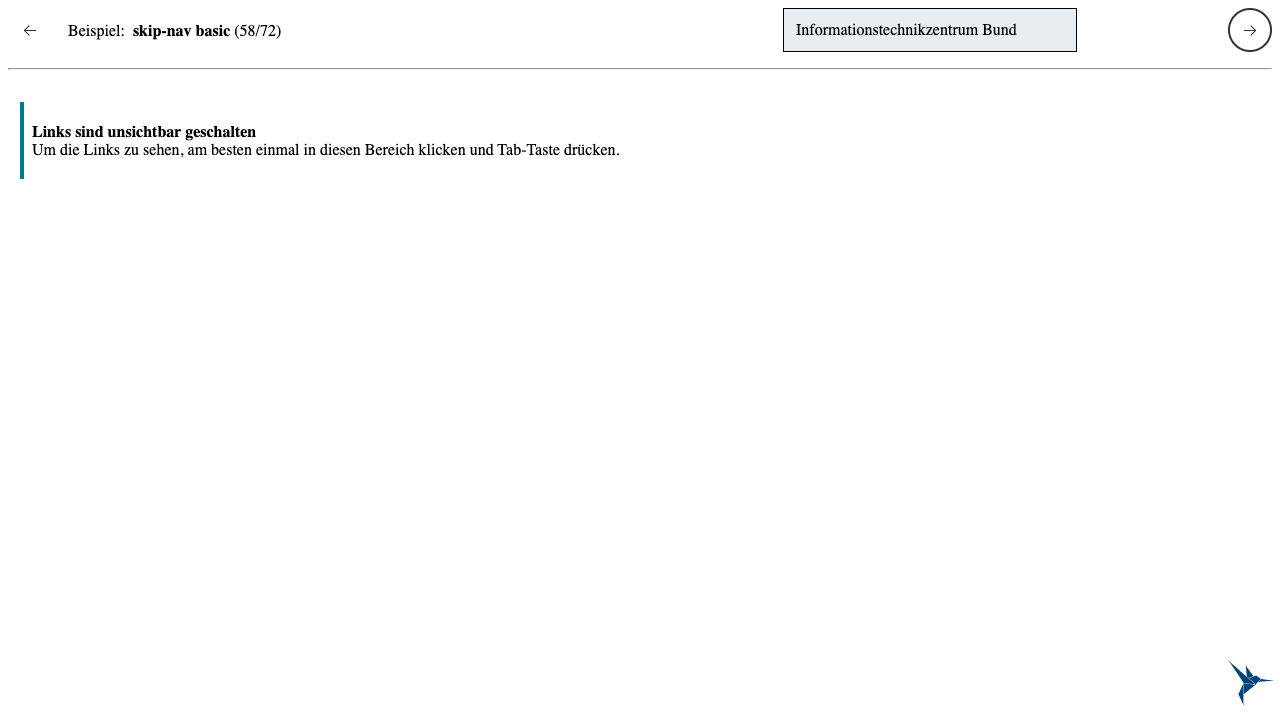 Beispiel: skip-nav basic (58/72)
Informationstechnikzentrum Bund
Links sind unsichtbar geschalten
Um die Links zu sehen, am besten einmal in diesen Bereich klicken und Tab-Taste drücken.